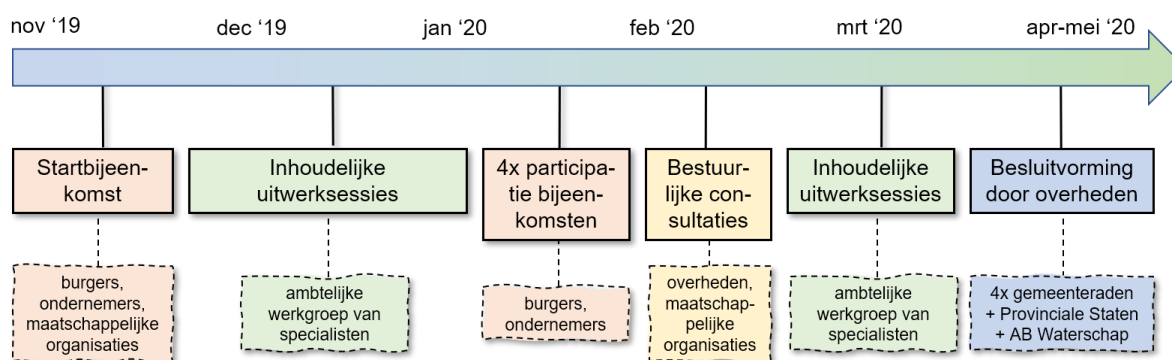 nov ‘19
dec ‘19
jan ‘20
feb ‘20
mrt ‘20
apr-mei ‘20
Startbijeen-
komst
Inhoudelijke
uitwerksessies
4x participa-
tie bijeen-
komsten
Bestuur-
lijke con-
sultaties
Inhoudelijke
uitwerksessies
Besluitvorming
door overheden
burgers,
ondernemers,
maatschappelijke
organisaties
ambtelijke
werkgroep van
specialisten
burgers,
ondernemers
overheden,
maatschap-
pelijke
organisaties
ambtelijke
werkgroep van
specialisten
4x gemeenteraden
+ Provinciale Staten
+ AB Waterschap